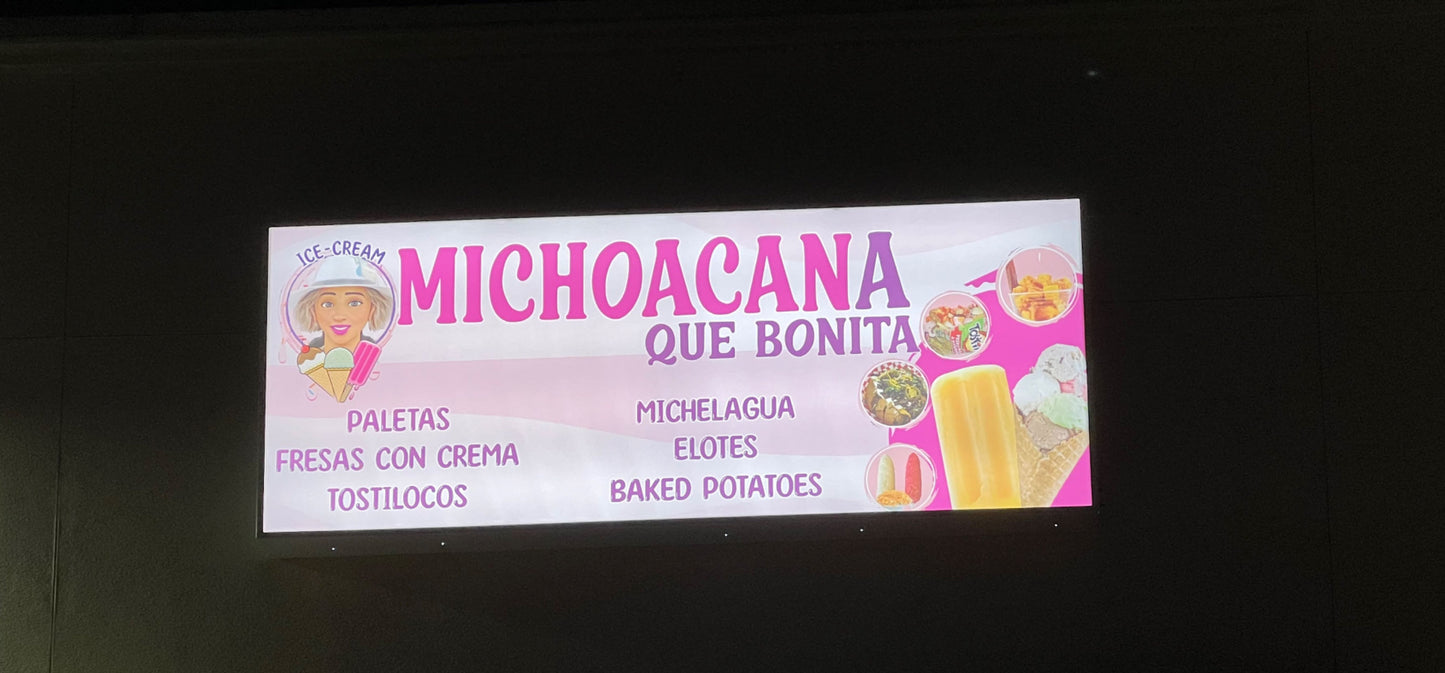 ICE-CREAM
MICHOACANA
QUE BONITA
PALETAS
FRESAS CON CREMA
TOSTILOCOS
MICHELAGUA
ELOTES
BAKED POTATOES